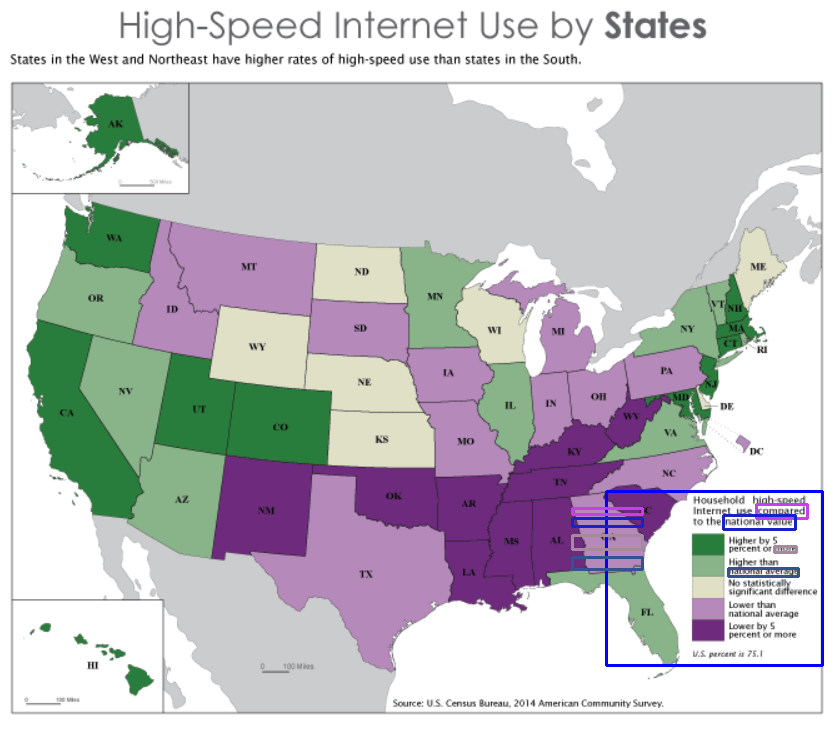 High-Speed Internet Use by States
States in the West and Northeast have higher rates of high-speed use than states in the South.
AK
100 Miles
WA
MT
ND
MN
ME
OR
ID
SD
WI
MI
VT
NH
NY
MA
CT
RI
WY
IA
PA
NJ
NV
NE
IL
IN
OH
MD
DE
CA
UT
CO
KS
MO
WV
VA
DC
KY
NC
AZ
NM
OK
AR
TN
MS
AL
GA
TX
LA
FL
HI
100 Miles
0 100 Miles
Household high-speed
Internet use compared
to the national value
Higher by 5
percent or
Higher than
national average
No statistically
significant difference
Lower than
national average
Lower by 5
percent or more
U.S. percent is 75.1
Source: U.S. Census Bureau, 2014 American Community Survey.